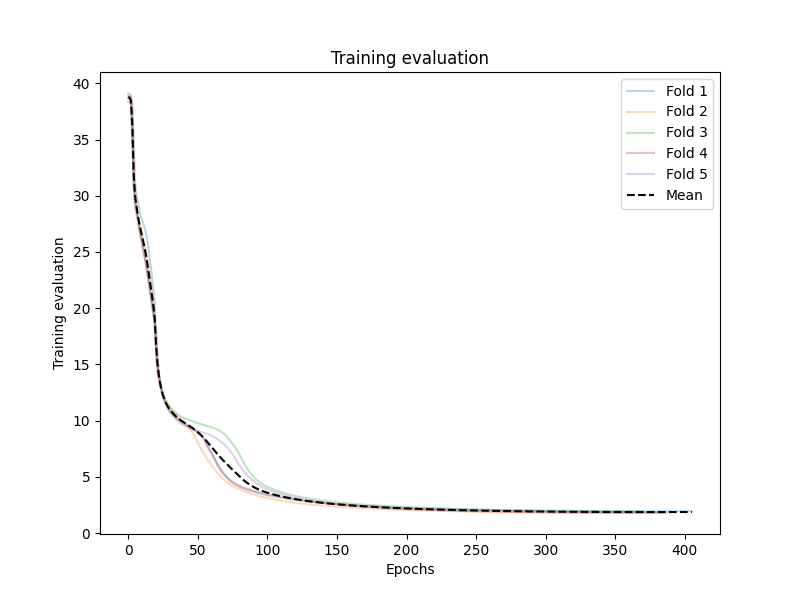 Training evaluation
Training evaluation
40
35
30
25
20
15
10
5
0
Fold 1
Fold 2
Fold 3
Fold 4
Fold 5
Mean
0 50 100 150 200 250 300 350 400
Epochs